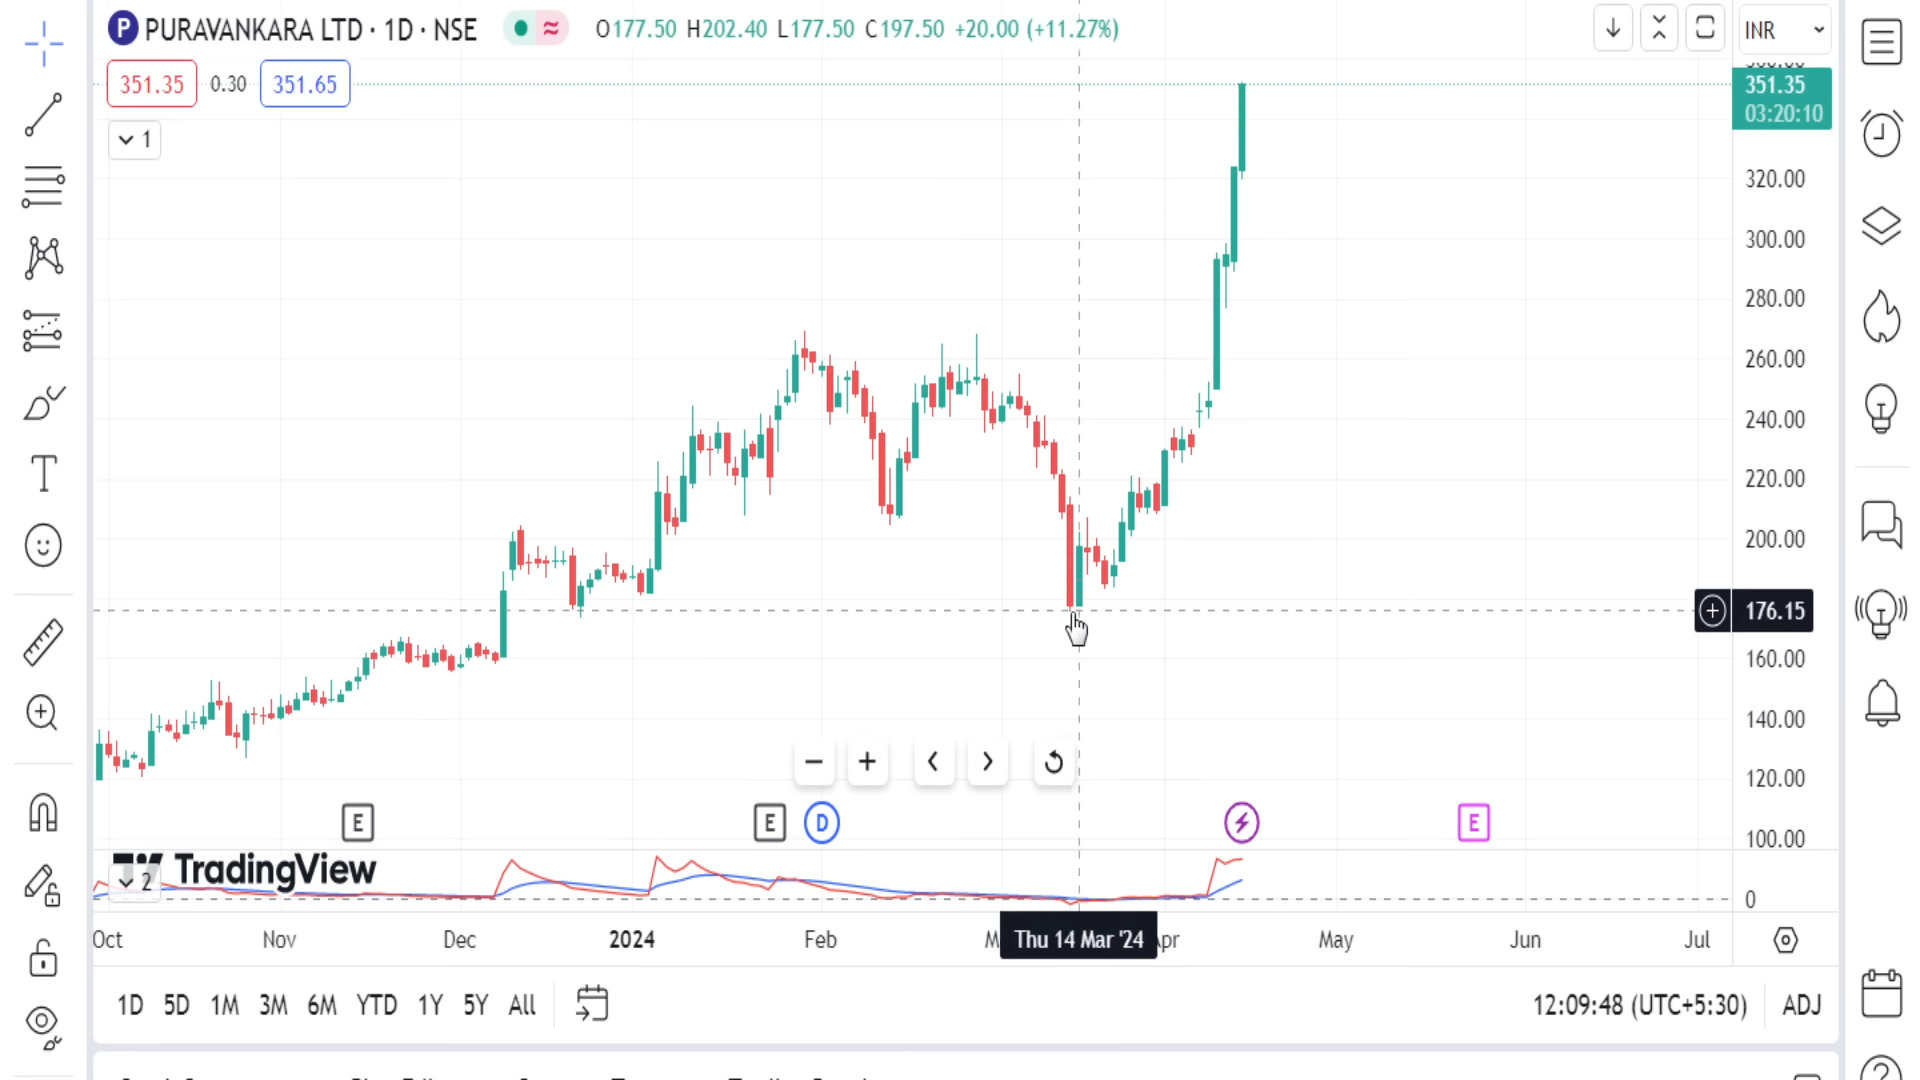 P PURAVANKARA LTD · 1D · NSE O177.50 H202.40 L177.50 C197.50 +20.00 (+11.27%)
INR
351.35 0.30 351.65
351.35
03:20:10
1
320.00
300.00
280.00
260.00
240.00
220.00
200.00
176.15
160.00
140.00
120.00
E E D E
100.00
TradingView
2
0
Oct Nov Dec 2024 Feb Thu 14 Mar '24 May Jun Jul
1D 5D 1M 3M 6M YTD 1Y 5Y All
12:09:48 (UTC+5:30) ADJ